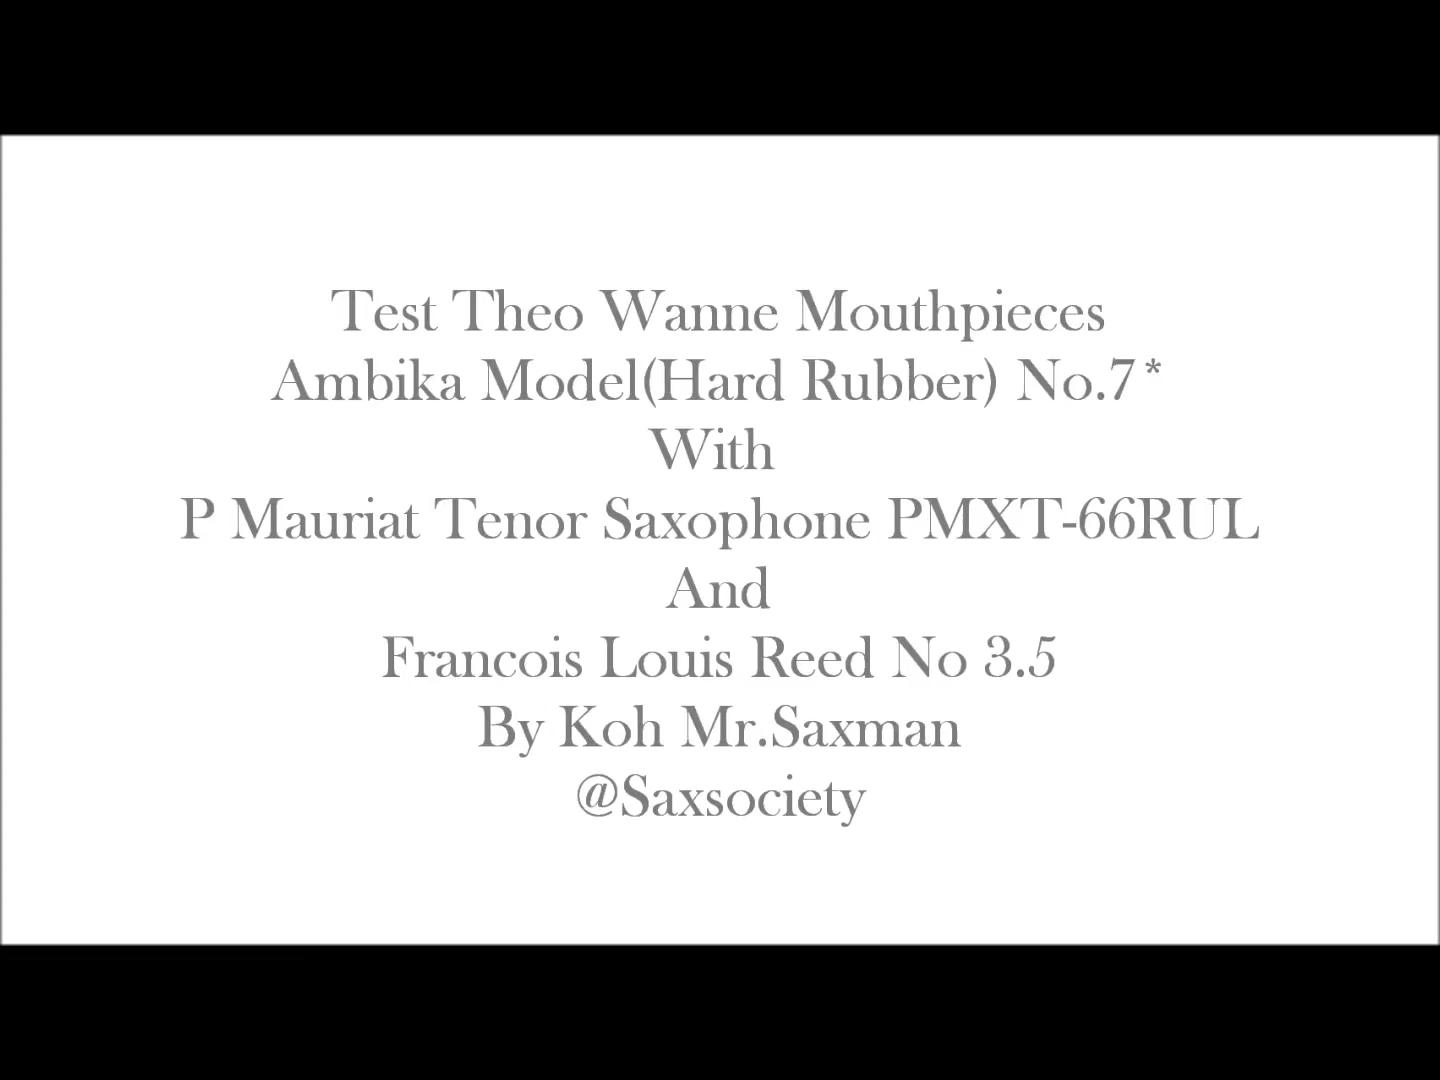 Test Theo Wanne Mouthpieces
Ambika Model(Hard Rubber) No.7*
With
P Mauriat Tenor Saxophone PMXT-66RUL
And
Francois Louis Reed No 3.5
By Koh Mr.Saxman
@Saxsociety